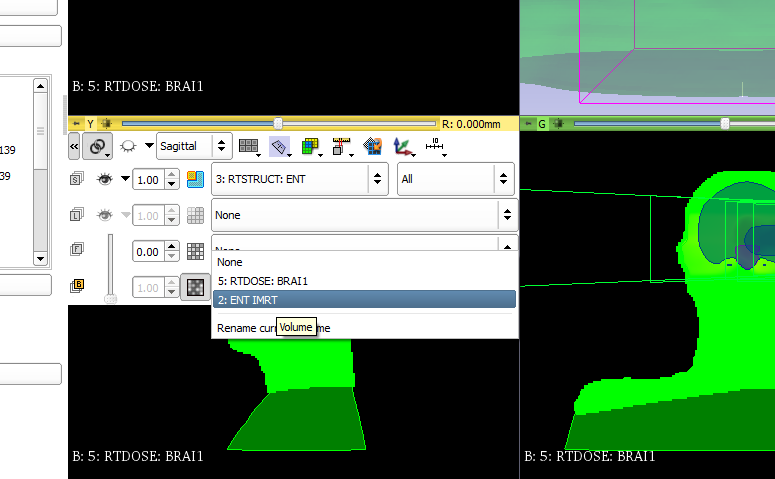 B: 5: RTDOSE: BRAI1
Y
R: 0.000mm
G
139
Sagittal
39
S
1.00
3: RTSTRUCT: ENT
All
L
1.00
None
F
0.00
None
5: RTDOSE: BRAI1
B
1.00
2: ENT IMRT
Rename curr
Volume
me
B: 5: RTDOSE: BRAI1
B: 5: RTDOSE: BRAI1